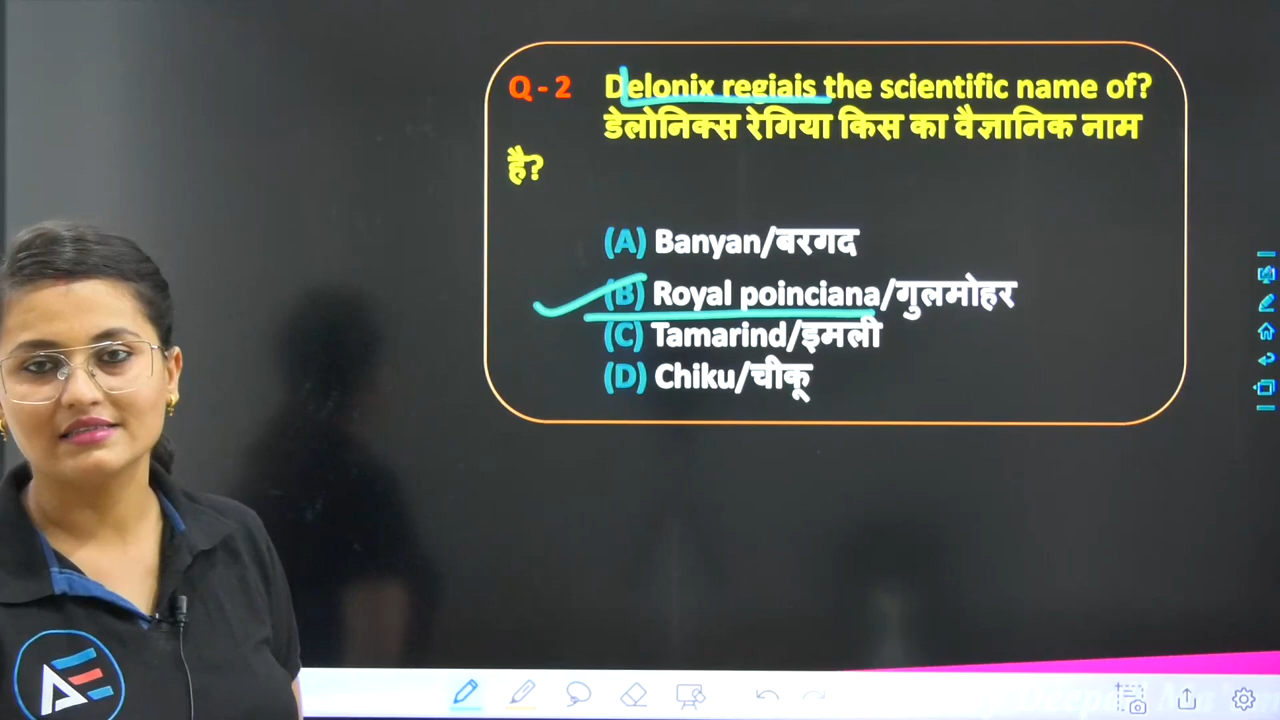 Q - 2 Delonix regiais the scientific name of?
डेलोनिक्स रेगिया किस का वैज्ञानिक नाम
है?
(A) Banyan/बरगद
(B) Royal poinciana/गुलमोहर
(C) Tamarind/इमली
(D) Chiku/चीकू